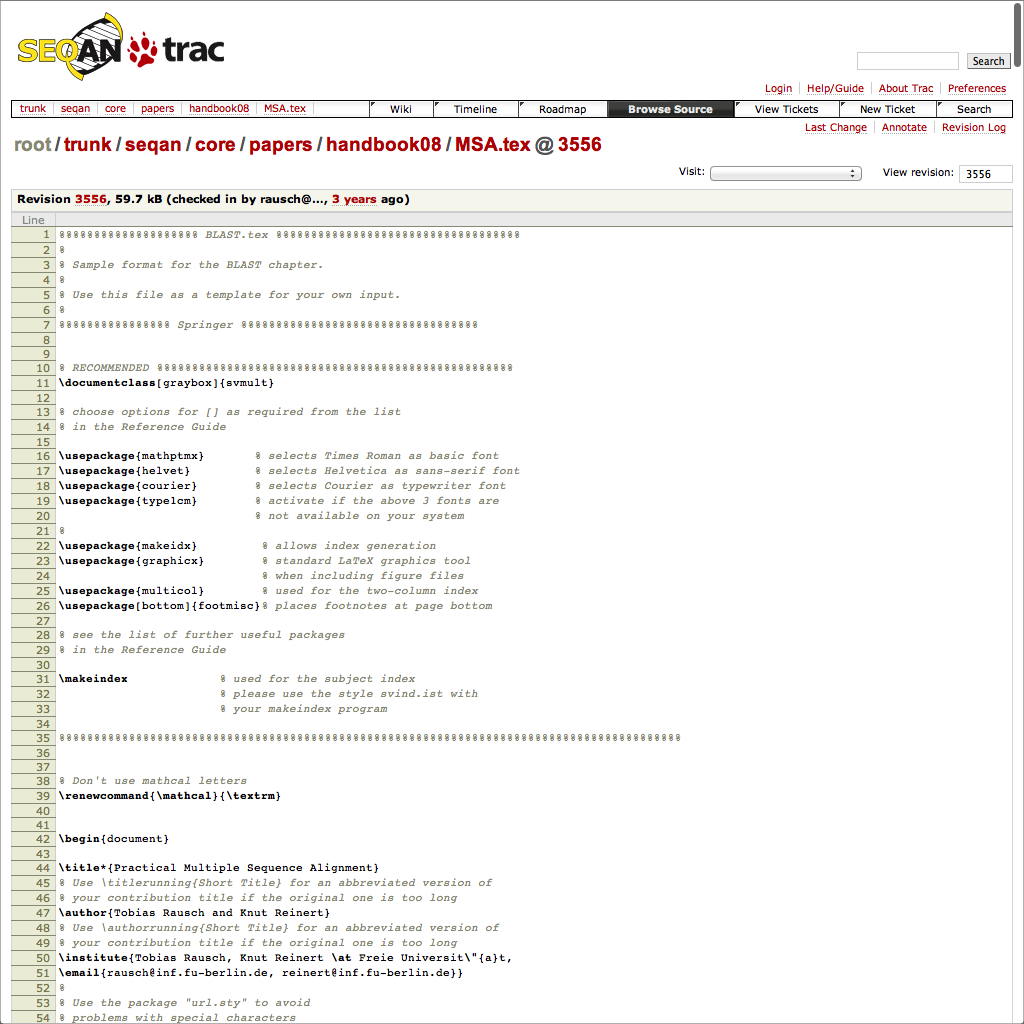 SEQAN trac
Search
Login Help/Guide About Trac Preferences
trunk seqan core papers handbook08 MSA.tex Wiki Timeline Roadmap Browse Source View Tickets New Ticket Search
Last Change Annotate Revision Log
root/trunk/seqan/core/papers/handbook08/MSA.tex @ 3556
Visit: View revision: 3556
Revision 3556, 59.7 kB (checked in by rausch@…, 3 years ago)
Line
1 %%%%%%%%%%%%%%%%%%%% BLAST.tex %%%%%%%%%%%%%%%%%%%%%%%%%%%%%%%%%%%
2 %
3 % Sample format for the BLAST chapter.
4 %
5 % Use this file as a template for your own input.
6 %
7 %%%%%%%%%%%%%%%% Springer %%%%%%%%%%%%%%%%%%%%%%%%%%%%%%%%%%
8
9
10 % RECOMMENDED %%%%%%%%%%%%%%%%%%%%%%%%%%%%%%%%%%%%%%%%%%%%%%%%%%%
11 \documentclass[graybox]{svmult}
12
13 % choose options for [] as required from the list
14 % in the Reference Guide
15
16 \usepackage{mathptmx} % selects Times Roman as basic font
17 \usepackage{helvet} % selects Helvetica as sans-serif font
18 \usepackage{courier} % selects Courier as typewriter font
19 \usepackage{type1cm} % activate if the above 3 fonts are
20 % not available on your system
21 %
22 \usepackage{makeidx} % allows index generation
23 \usepackage{graphicx} % standard LaTeX graphics tool
24 % when including figure files
25 \usepackage{multicol} % used for the two-column index
26 \usepackage[bottom]{footmisc}% places footnotes at page bottom
27
28 % see the list of further useful packages
29 % in the Reference Guide
30
31 \makeindex % used for the subject index
32 % please use the style svind.ist with
33 % your makeindex program
34
35 %%%%%%%%%%%%%%%%%%%%%%%%%%%%%%%%%%%%%%%%%%%%%%%%%%%%%%%%%%%%%%%%%%%%%%%%%%%%%%%%%%%%%%%%%%%
36
37
38 % Don't use mathcal letters
39 \renewcommand{\mathcal}{\textrm}
40
41
42 \begin{document}
43
44 \title*{Practical Multiple Sequence Alignment}
45 % Use \titlerunning{Short Title} for an abbreviated version of
46 % your contribution title if the original one is too long
47 \author{Tobias Rausch and Knut Reinert}
48 % Use \authorrunning{Short Title} for an abbreviated version of
49 % your contribution title if the original one is too long
50 \institute{Tobias Rausch, Knut Reinert \at Freie Universit\"{a}t,
51 \email{rausch@inf.fu-berlin.de, reinert@inf.fu-berlin.de}}
52 %
53 % Use the package "url.sty" to avoid
54 % problems with special characters